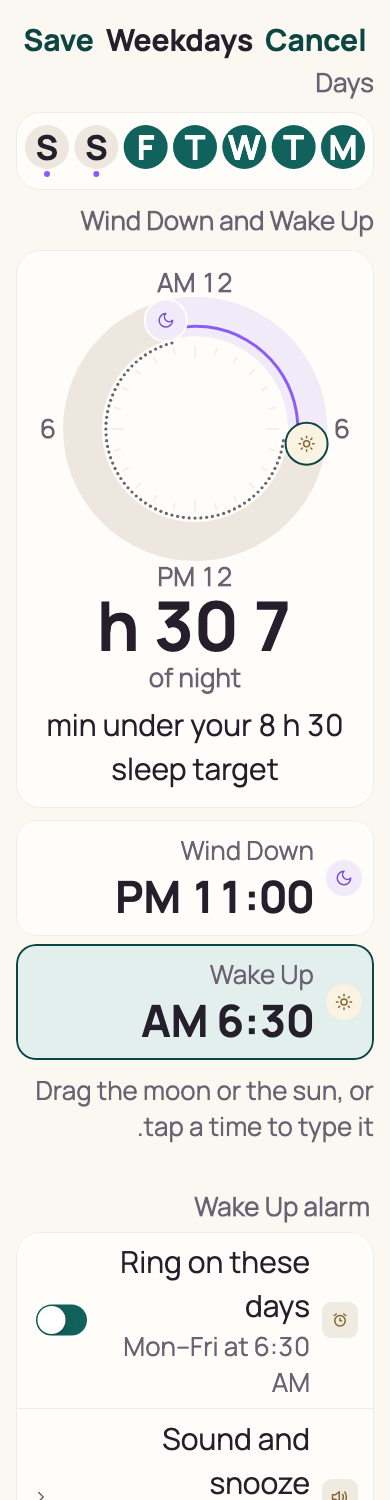 Save Weekdays Cancel
Days
S S F T W T M
Wind Down and Wake Up
AM 12
6 6
PM 12
h 30 7
of night
min under your 8 h 30
sleep target
Wind Down
PM 11:00
Wake Up
AM 6:30
Drag the moon or the sun, or
.tap a time to type it
Wake Up alarm
Ring on these
days
Mon–Fri at 6:30
AM
Sound and
snooze